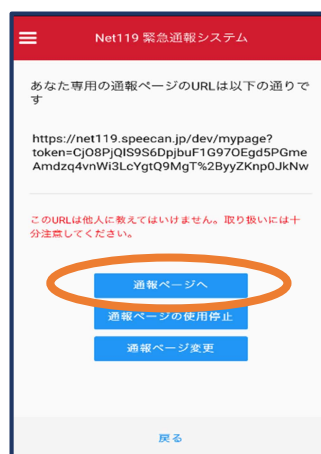 Net119 緊急通報システム
あなた専用の通報ページのURLは以下の通りで
す
https://net119.speecan.jp/dev/mypage?
token=CjO8PjQlS9S6DpjbuF1G97OEgd5PGme
Amdzq4vnWi3LcYgtQ9MgT%2ByyZKnp0JkNw
このURLは他人に教えてはいけません。取り扱いには十
分注意してください。
通報ページへ
通報ページの使用停止
通報ページ変更
戻る